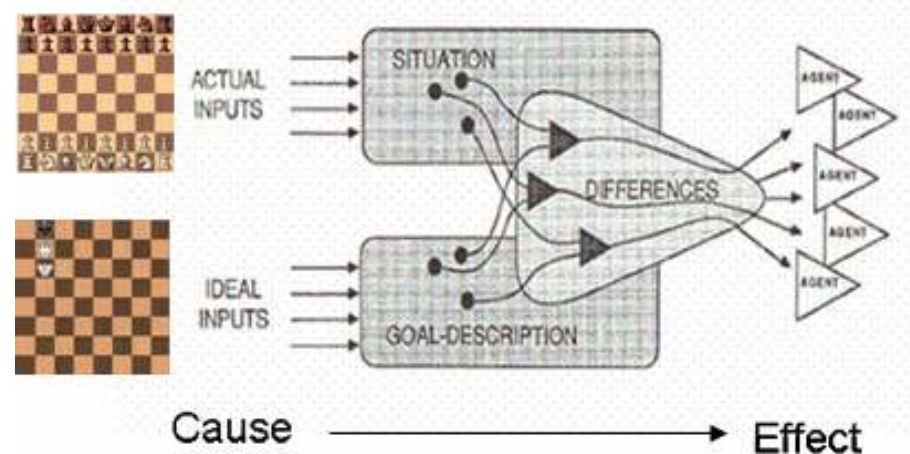 SITUATION
ACTUAL
INPUTS
DIFFERENCES
IDEAL
INPUTS
GOAL-DESCRIPTION
AGENT
AGENT
AGENT
AGENT
AGENT
Cause
Effect